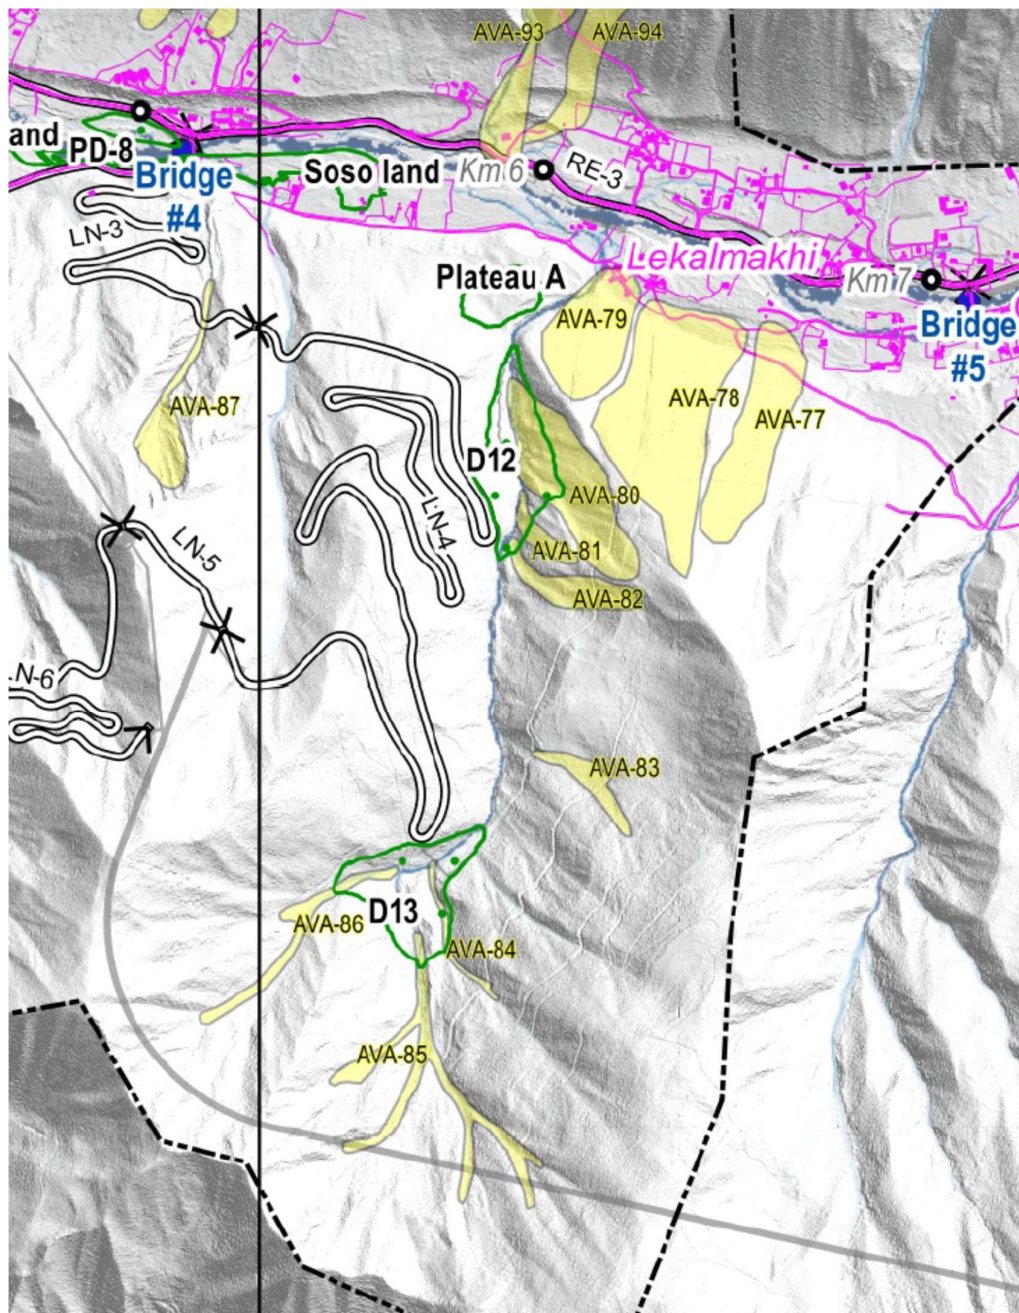 AVA-93
AVA-94
and
PD-8
Bridge
#4
Soso land
Km 6
RE-3
LN-3
Lekalmakhi
Km 7
Plateau A
Bridge
#5
AVA-79
AVA-78
AVA-77
AVA-87
D12
AVA-80
LN-4
LN-5
AVA-81
AVA-82
LN-6
AVA-83
D13
AVA-86
AVA-84
AVA-85